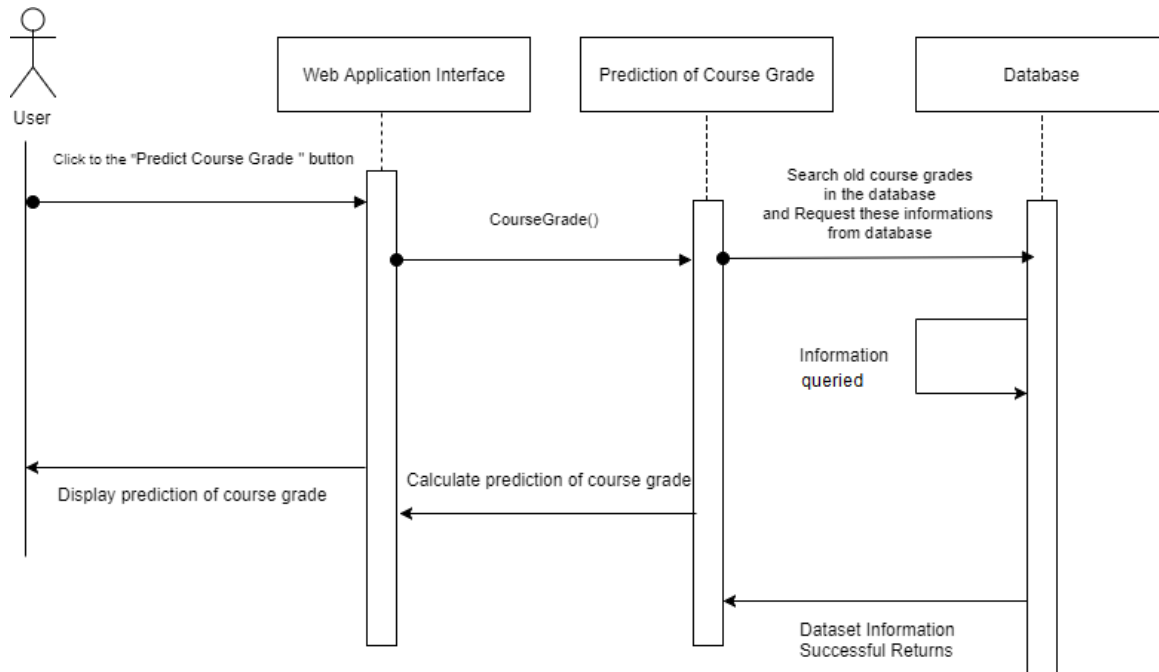 Web Application Interface
Prediction of Course Grade
Database
User
Click to the "Predict Course Grade " button
Search old course grades
in the database
and Request these informations
from database
CourseGrade()
Information
queried
Calculate prediction of course grade
Display prediction of course grade
Dataset Information
Successful Returns